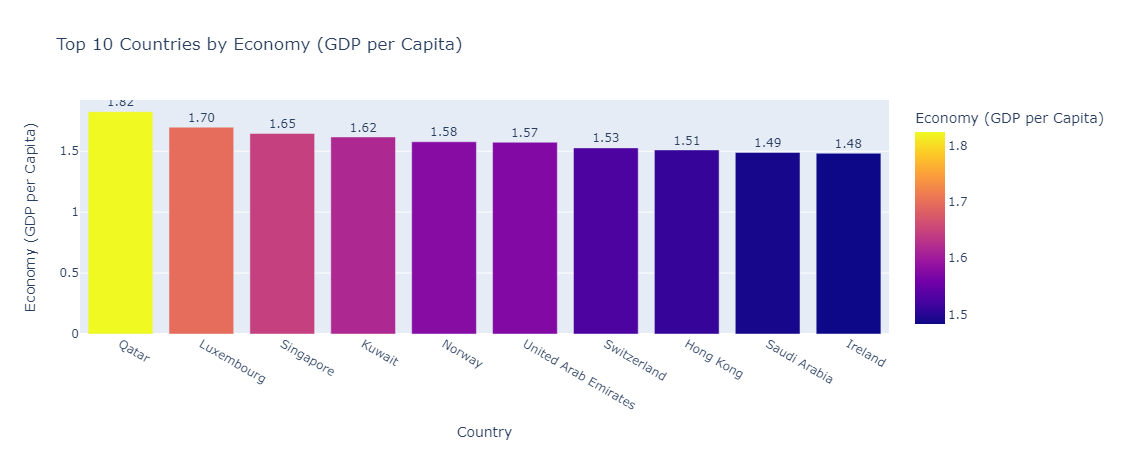 Top 10 Countries by Economy (GDP per Capita)
Economy (GDP per Capita)
1.82
1.70
1.65
1.62
1.58
1.57
1.53
1.51
1.49
1.48
1.5
1
0.5
0
Qatar
Luxembourg
Singapore
Kuwait
Norway
United Arab Emirates
Switzerland
Hong Kong
Saudi Arabia
Ireland
Country
Economy (GDP per Capita)
1.8
1.7
1.6
1.5